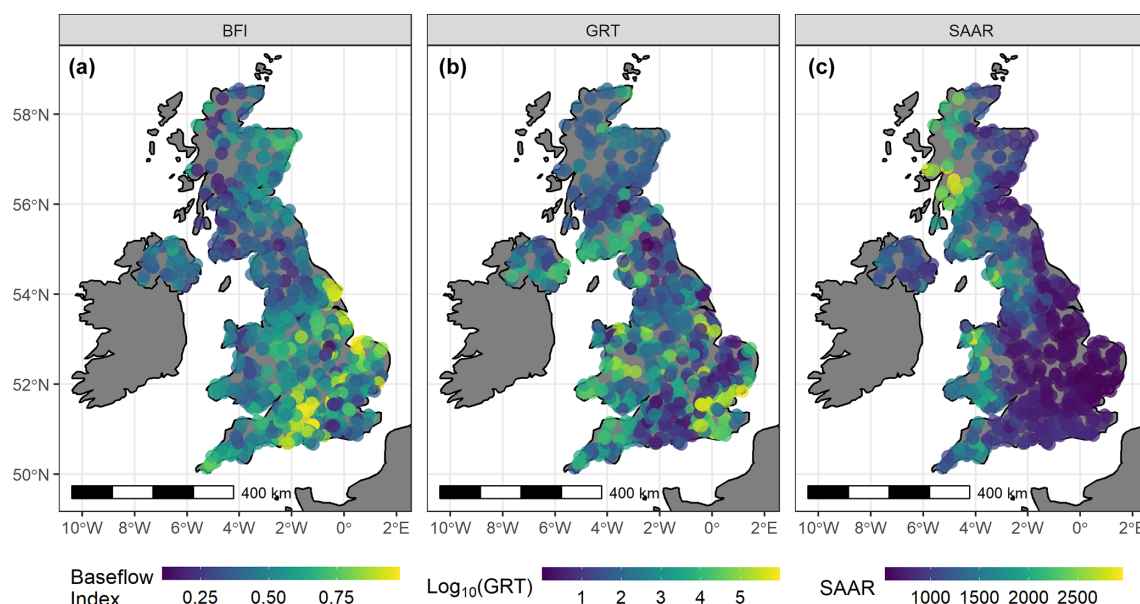 BFI GRT SAAR
(a) (b) (c)
58°N
56°N
54°N
52°N
50°N
400 km 400 km 400 km
10°W 8°W 6°W 4°W 2°W 0° 2°E 10°W 8°W 6°W 4°W 2°W 0° 2°E 10°W 8°W 6°W 4°W 2°W 0° 2°E
Baseflow
Index 0.25 0.50 0.75
Log₁₀(GRT) 1 2 3 4 5
SAAR 1000 1500 2000 2500